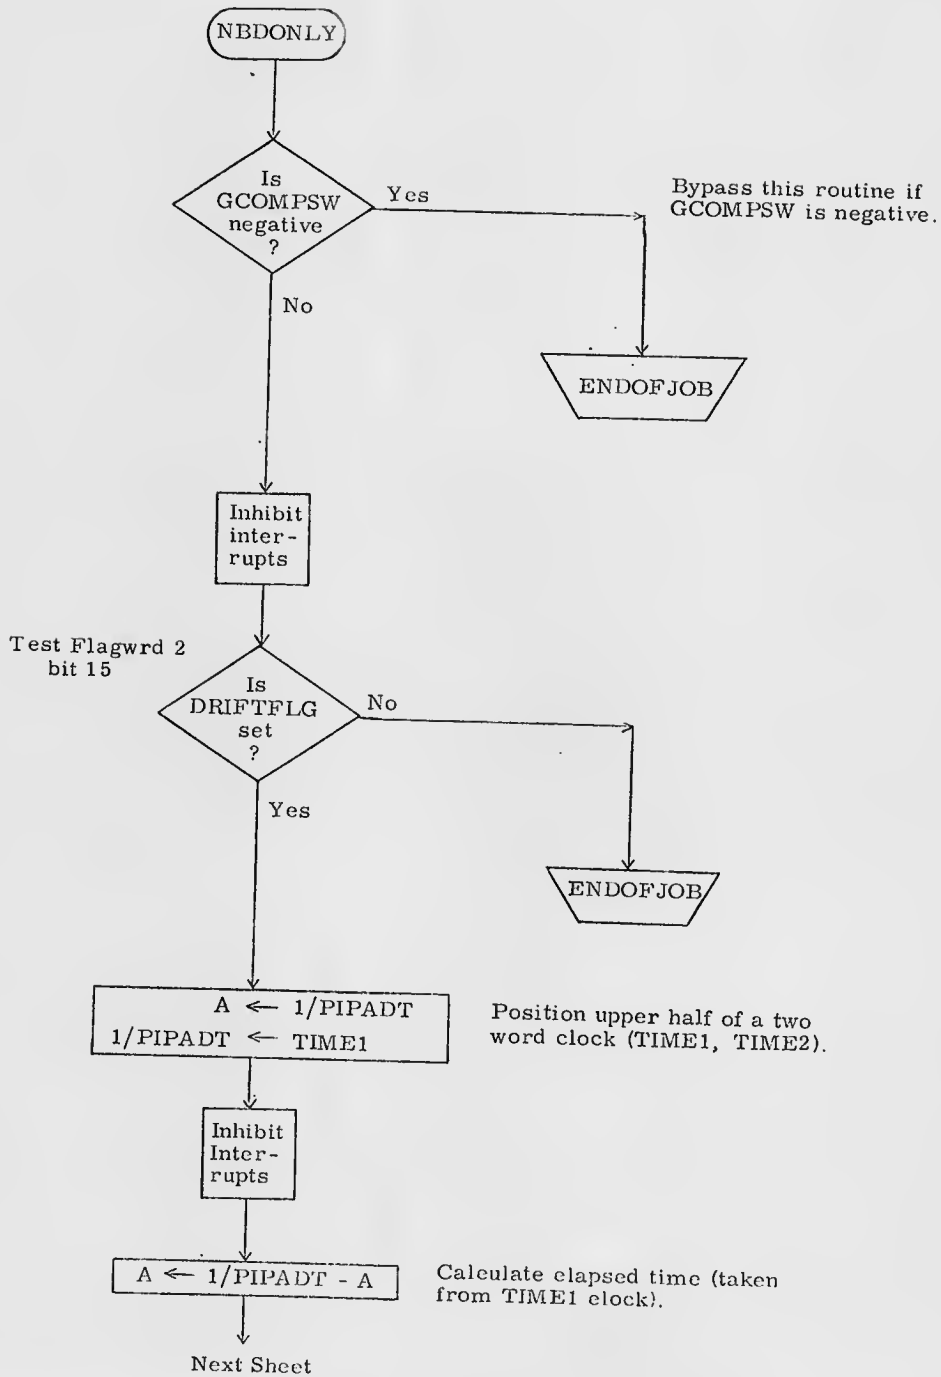 NBDONLY
Is
GCOMPSW
negative
?
Yes
Bypass this routine if
GCOMPSW is negative.
No
ENDOFJOB
Inhibit
inter-
rupts
Test Flagwrd 2
bit 15
Is
DRIFTFLG
set
?
No
Yes
ENDOFJOB
A ← 1/PIPADT
1/PIPADT ← TIME1
Position upper half of a two
word clock (TIME1, TIME2).
Inhibit
Inter-
rupts
A ← 1/PIPADT - A
Calculate elapsed time (taken
from TIME1 clock).
Next Sheet